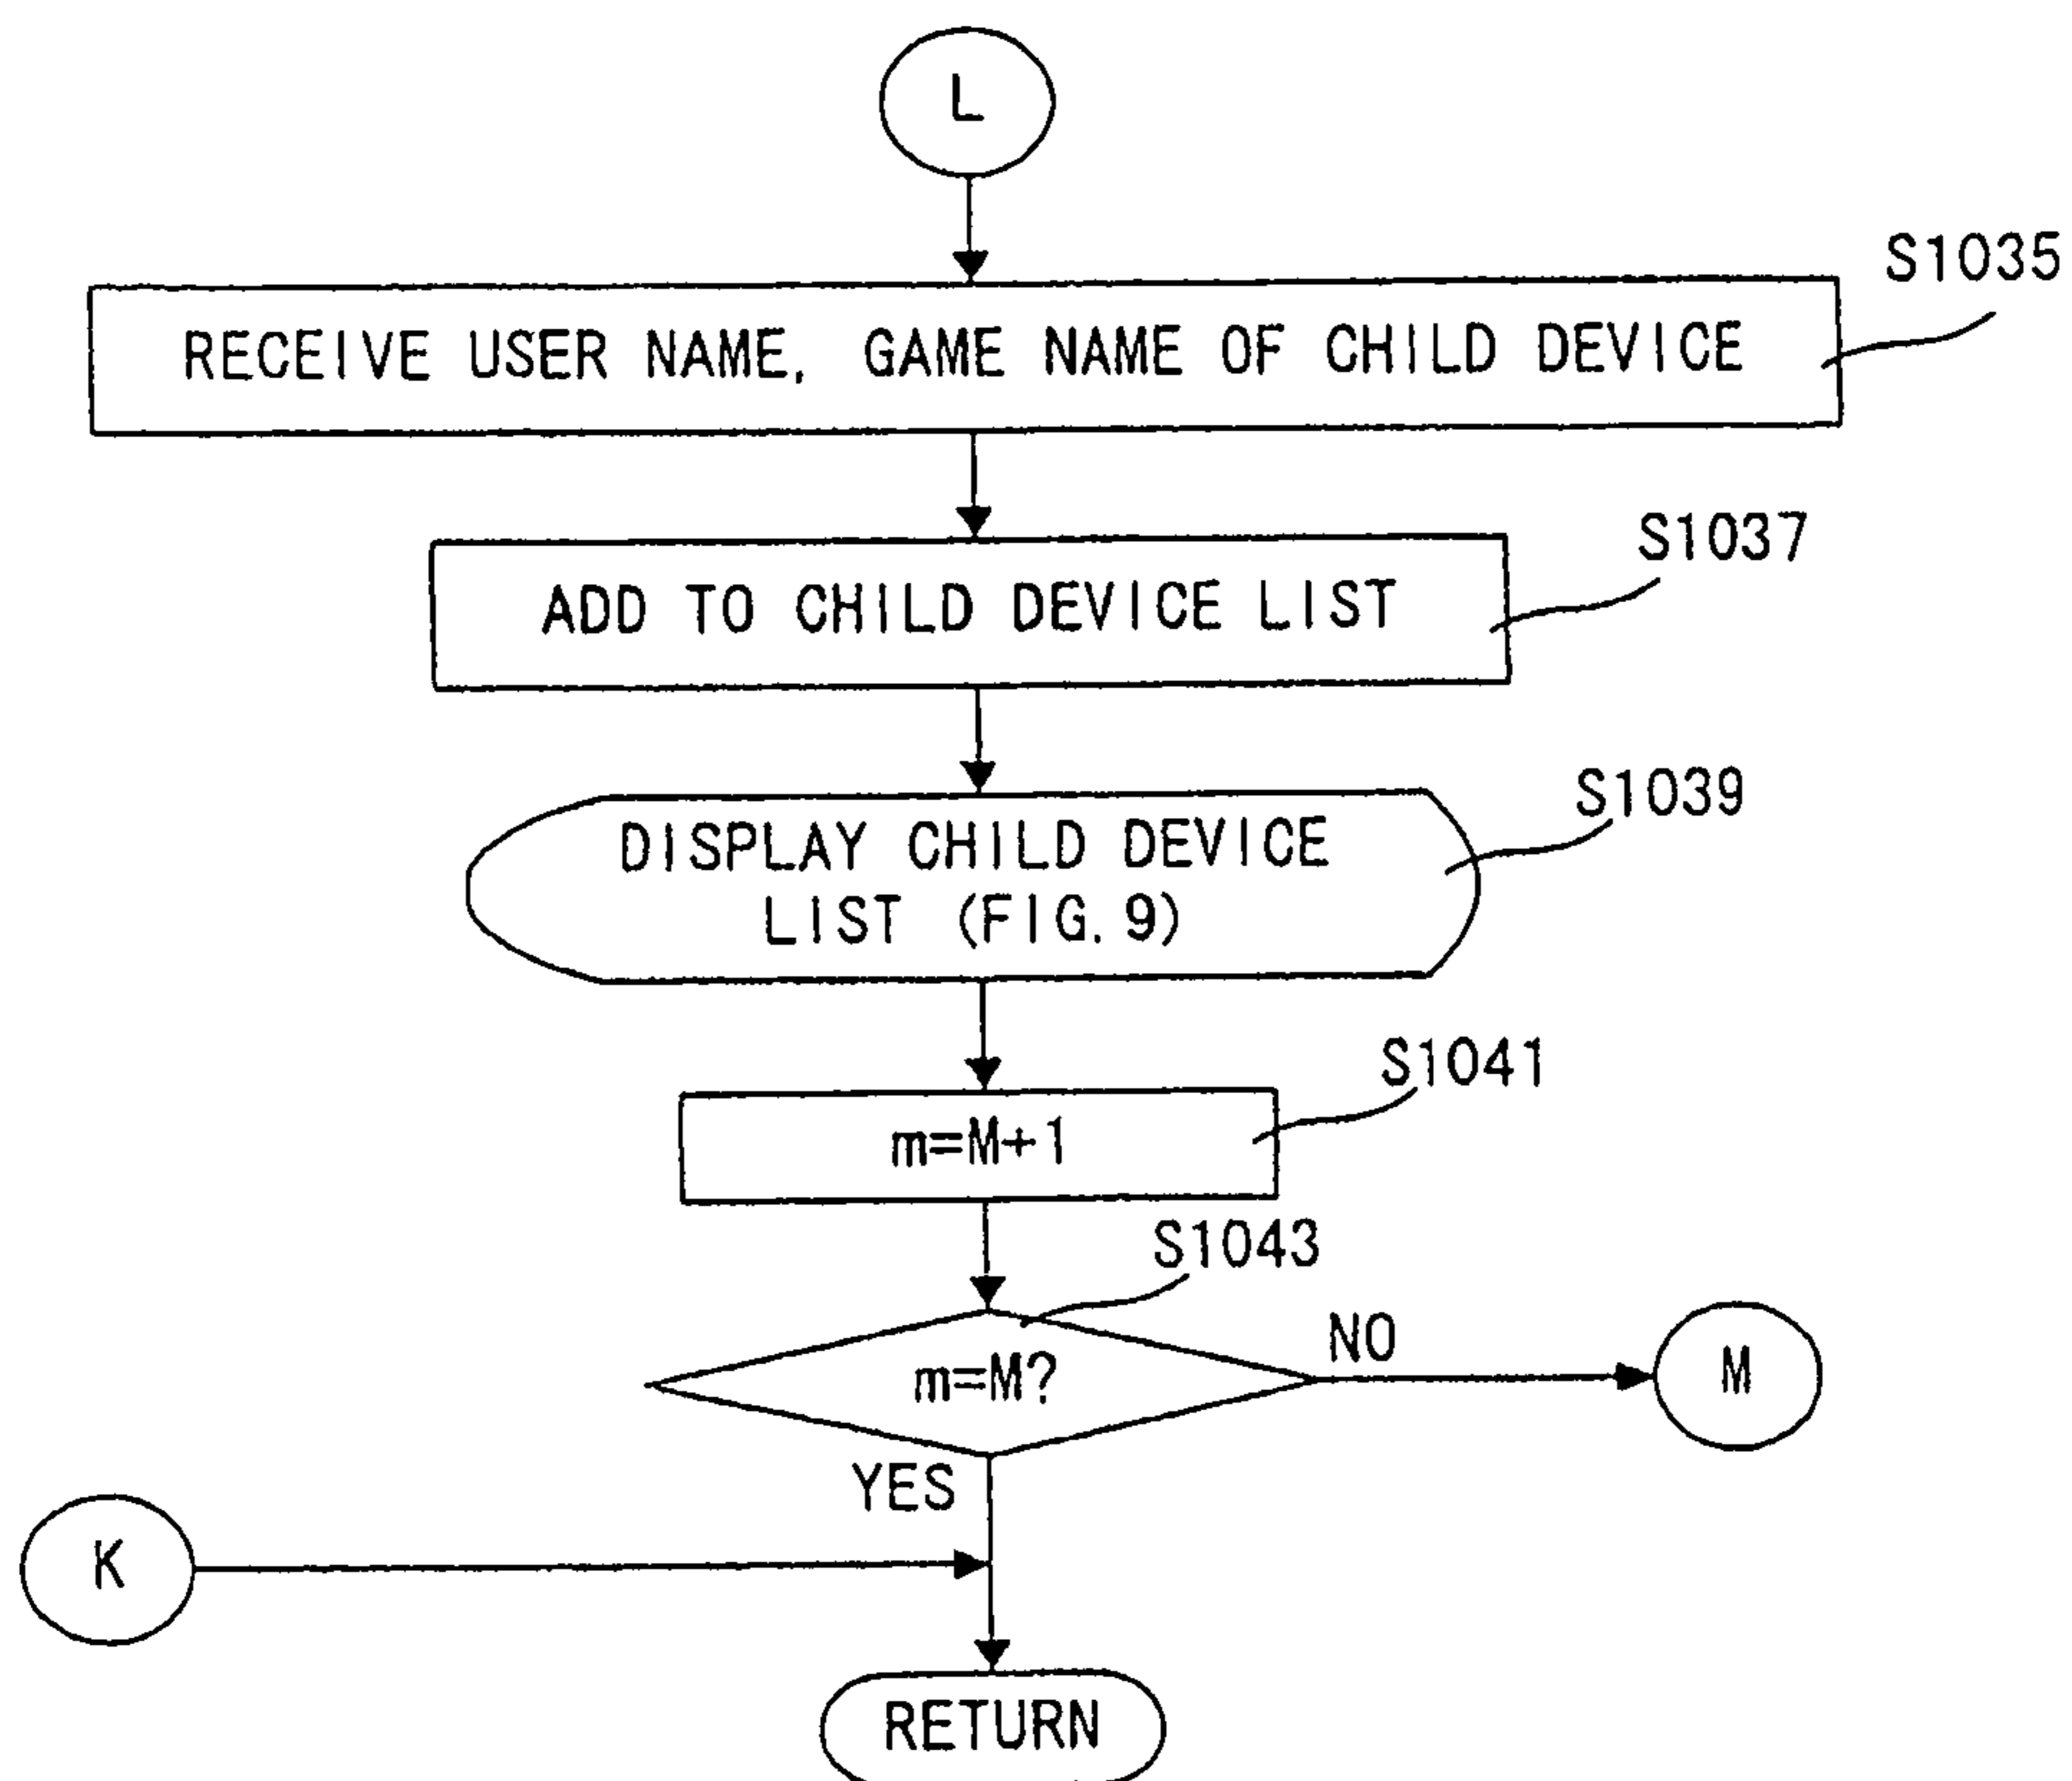 L
S1035
RECEIVE USER NAME, GAME NAME OF CHILD DEVICE
S1037
ADD TO CHILD DEVICE LIST
S1039
DISPLAY CHILD DEVICE
LIST (FIG. 9)
S1041
m=M+1
S1043
m=M?
NO
M
YES
K
RETURN